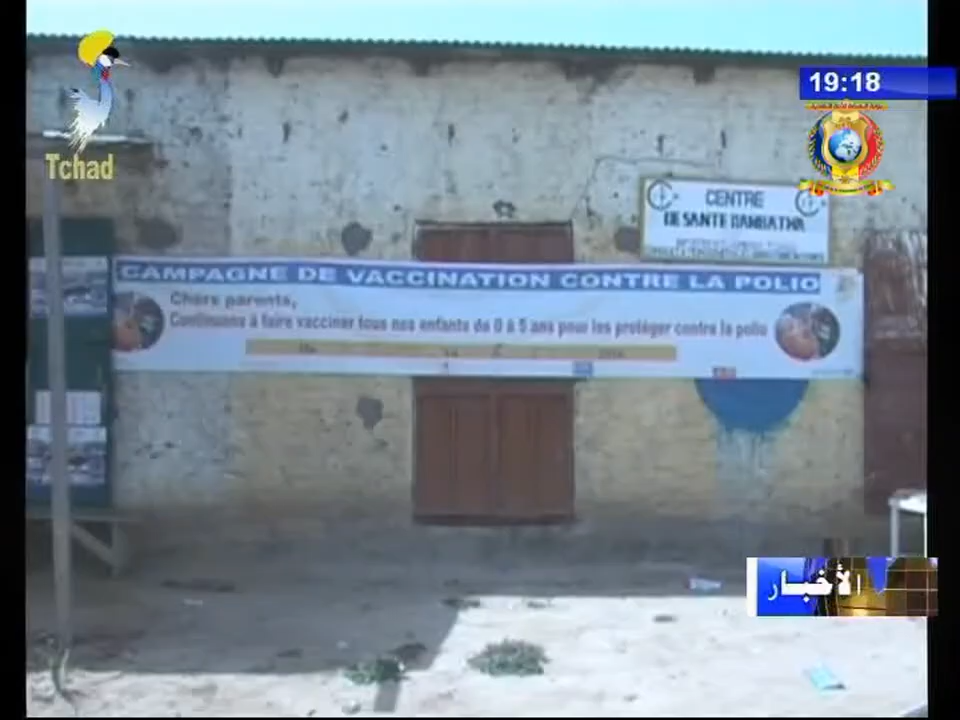 19:18
Tchad
CENTRE
DE SANTE
CAMPAGNE DE VACCINATION CONTRE LA POLIO
Chers parents,
Continuons à faire vacciner tous nos enfants de 0 à 5 ans pour les protéger contre la polio
الأخبار